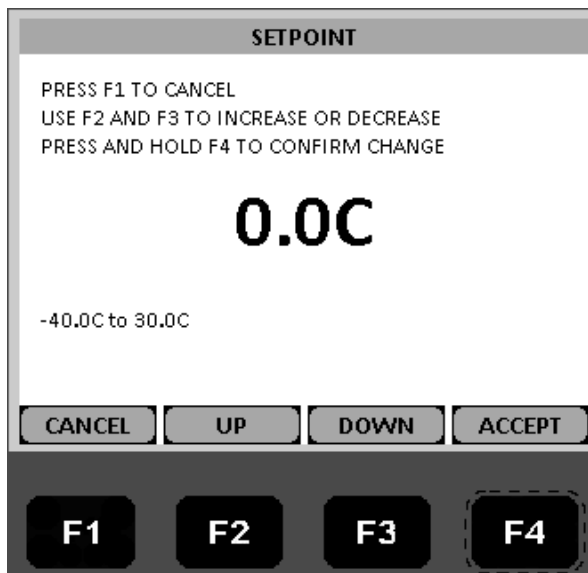 SETPOINT
PRESS F1 TO CANCEL
USE F2 AND F3 TO INCREASE OR DECREASE
PRESS AND HOLD F4 TO CONFIRM CHANGE
0.0C
-40.0C to 30.0C
CANCEL UP DOWN ACCEPT
F1 F2 F3 F4